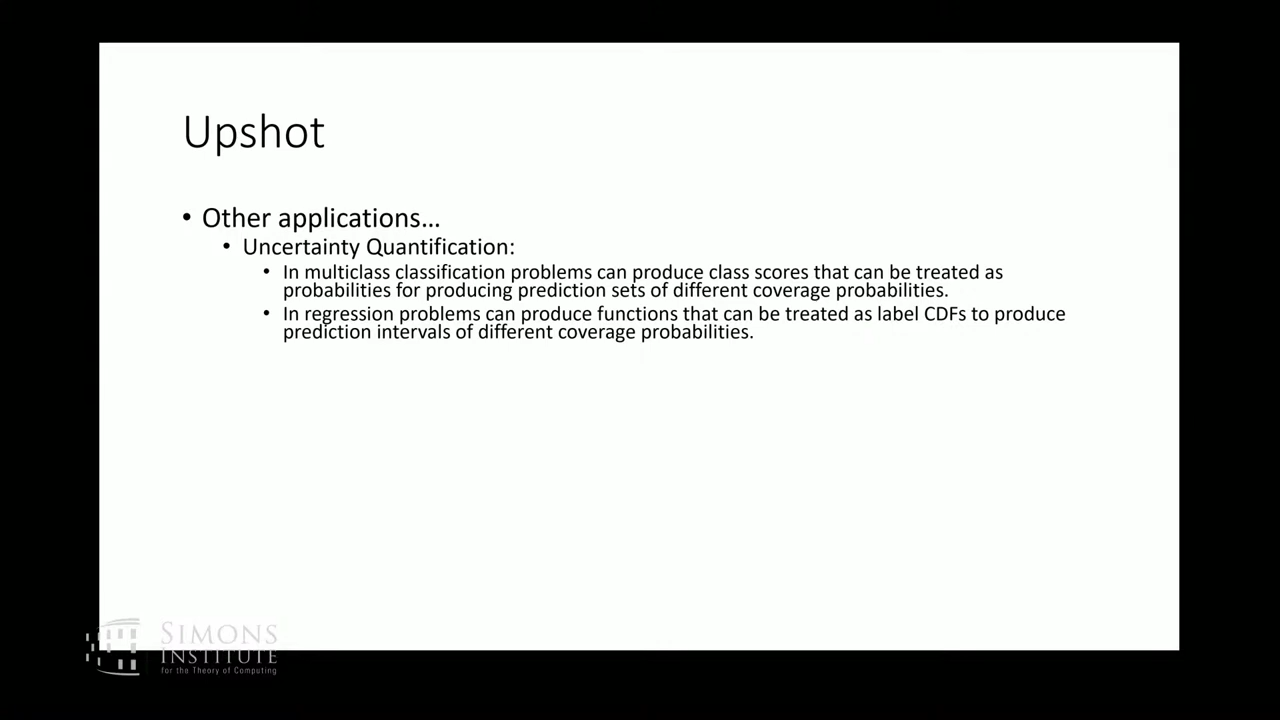 Upshot
• Other applications…
• Uncertainty Quantification:
• In multiclass classification problems can produce class scores that can be treated as
probabilities for producing prediction sets of different coverage probabilities.
• In regression problems can produce functions that can be treated as label CDFs to produce
prediction intervals of different coverage probabilities.
SIMONS
INSTITUTE
for the Theory of Computing